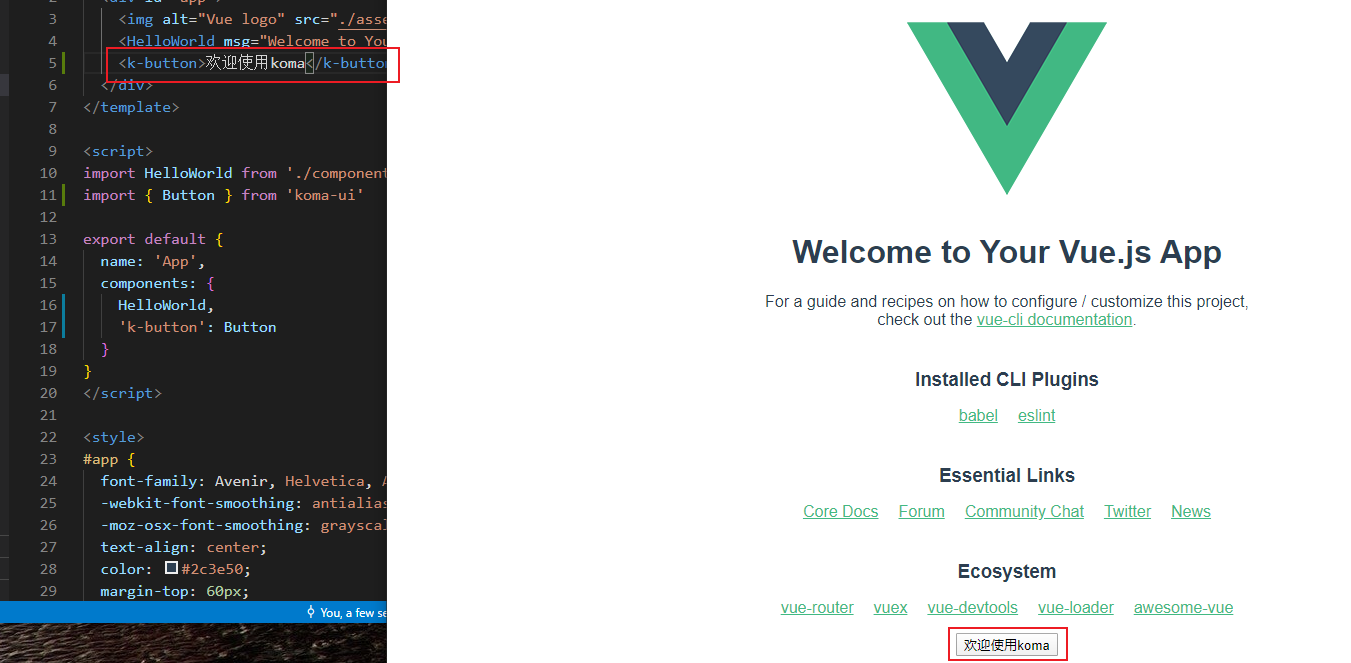 2
<div id="app">
3
<img alt="Vue logo" src="./asse
4
<HelloWorld msg="Welcome to You
5
<k-button>欢迎使用koma</k-button
6
</div>
7
</template>
8
9
<script>
10
import HelloWorld from './component
11
import { Button } from 'koma-ui'
12
13
export default {
14
name: 'App',
15
components: {
16
HelloWorld,
17
'k-button': Button
18
}
19
}
20
</script>
21
22
<style>
23
#app {
24
font-family: Avenir, Helvetica, A
25
-webkit-font-smoothing: antialias
26
-moz-osx-font-smoothing: grayscal
27
text-align: center;
28
color: #2c3e50;
29
margin-top: 60px;
You, a few se
Welcome to Your Vue.js App
For a guide and recipes on how to configure / customize this project,
check out the vue-cli documentation.
Installed CLI Plugins
babel eslint
Essential Links
Core Docs Forum Community Chat Twitter News
Ecosystem
vue-router vuex vue-devtools vue-loader awesome-vue
欢迎使用koma